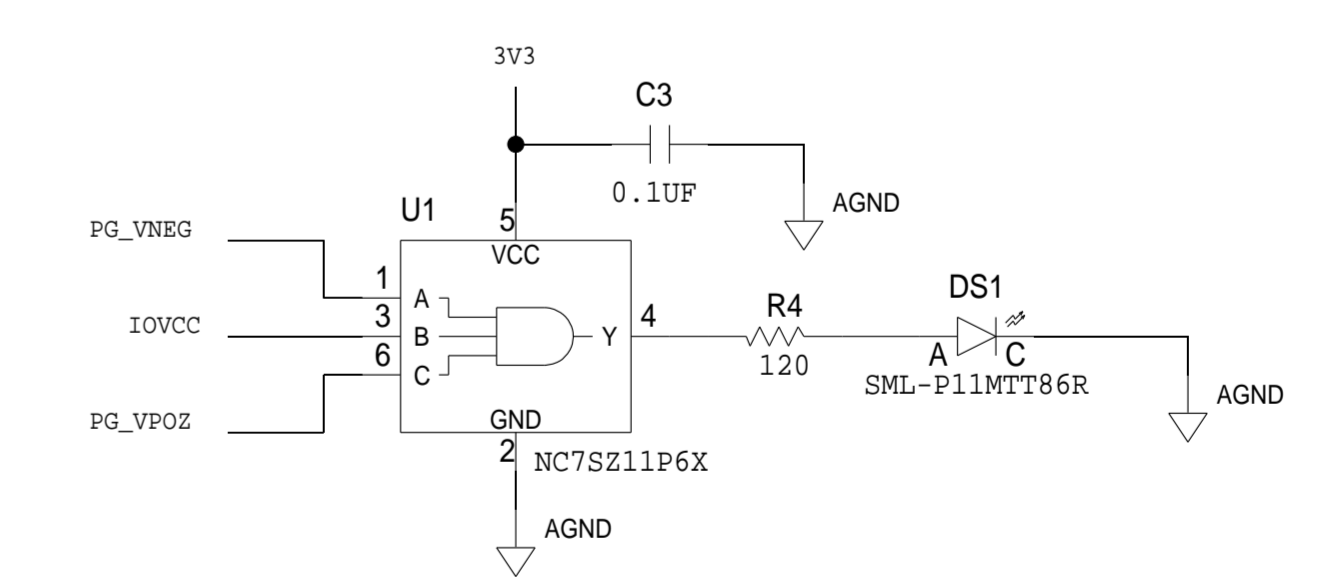 3V3
C3
0.1UF
AGND
U1
5
VCC
PG_VNEG
1
A
IOVCC
3
B
6
C
PG_VPOZ
Y
4
R4
120
DS1
A
C
SML-P11MTT86R
AGND
GND
2
NC7SZ11P6X
AGND